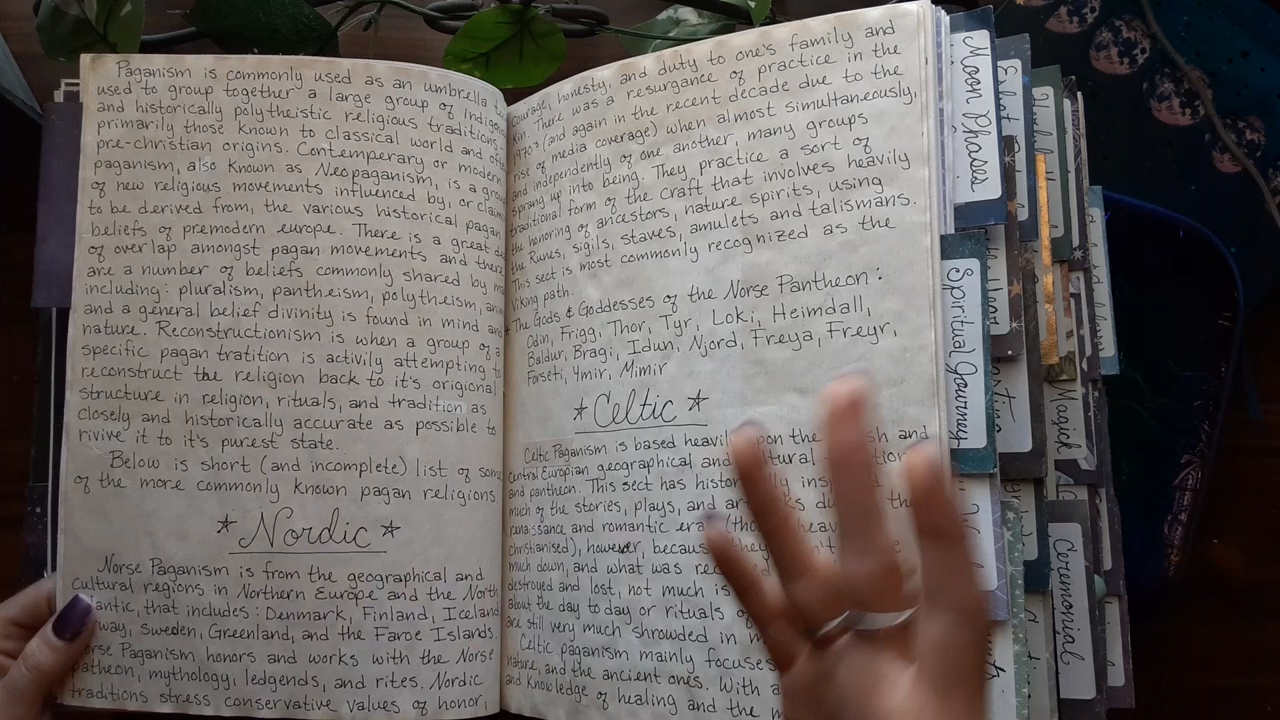 Paganism is commonly used as an umbrella
used to group together a large group of
and historically polytheistic religious traditions
primarily those known to classical world and
pre-christian origins. Contemporary or modern
paganism, also known as Neopaganism, is a
of new religious movements influenced by, or
to be derived from, the various historical pagan
beliefs of premodern europe. There is a great
of overlap amongst pagan movements and
are a number of beliefs commonly shared by
including: pluralism, pantheism, polytheism,
and a general belief divinity is found in mind and
nature. Reconstructionism is when a group of a
specific pagan tratition is activily attempting to
reconstruct the religion back to it's origional
structure in religion, rituals, and tradition as
closely and historically accurate as possible to
rivive it to it's purest state.
Below is short (and incomplete) list of some
of the more commonly known pagan religions
Nordic
Norse Paganism is from the geographical and
cultural regions in Northern Europe and the North
that includes: Denmark, Finland, Iceland
Sweden, Greenland, and the Faroe Islands.
Paganism honors and works with the Norse
patheon, mythology, ledgends, and rites. Nordic
traditions stress conservative values of honor,
courage, honesty, and duty to one's family and
kin. There was a resurgance of practice in the
1970's (and again in the recent decade due to the
rise of media coverage) when almost simultaneously,
and independently of one another, many groups
sprang up into being. They practice a sort of
traditional form of the craft that involves heavily
the honoring of ancestors, nature spirits, using
the Runes, sigils, staves, amulets and talismans.
This sect is most commonly recognized as the
Viking path.
*The Gods & Goddesses of the Norse Pantheon:
Odin, Frigg, Thor, Tyr, Loki, Heimdall,
Baldur, Bragi, Idun, Njord, Freya, Freyr,
Forseti, Ymir, Mimir
Celtic
Celtic Paganism is based the and
central Europian geographical and
and pantheon. This sect has
much of the stories, plays, and
renaissance and romantic era
christianised), however,
much down, and what was
destroyed and lost, not much is
about the day to day or rituals
are still very much shrouded in
Celtic paganism mainly focuses
nature, and the ancient ones. With
and knowledge of healing and the
Moon Phases
Spiritual Journey
Magick
Ceremonial